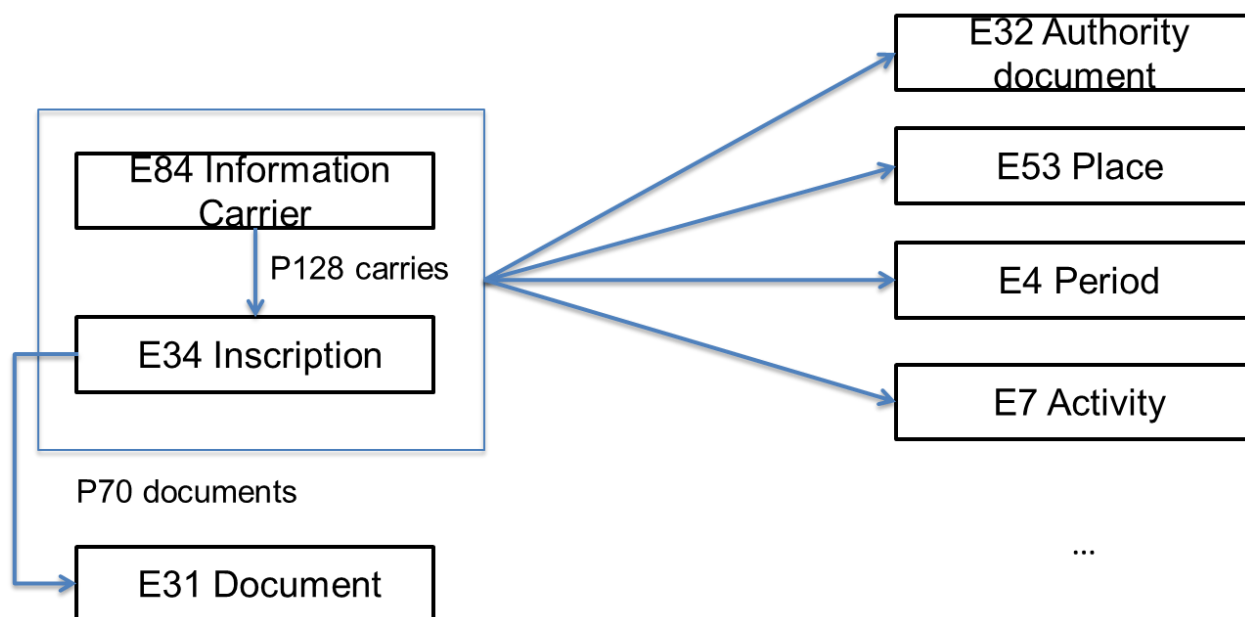 E84 Information
Carrier
P128 carries
E34 Inscription
P70 documents
E31 Document
E32 Authority
document
E53 Place
E4 Period
E7 Activity
...